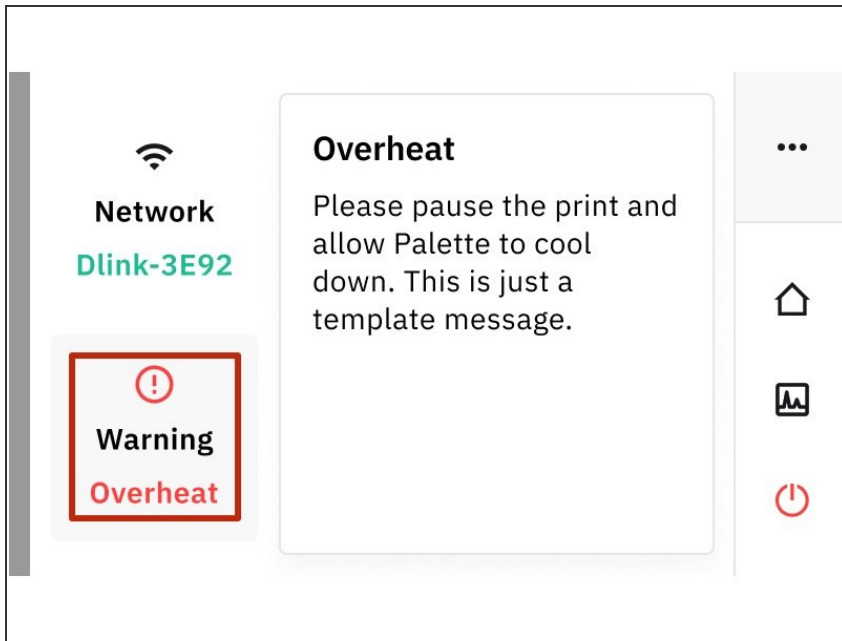 Network
Dlink-3E92
Warning
Overheat
Overheat
Please pause the print and
allow Palette to cool
down. This is just a
template message.